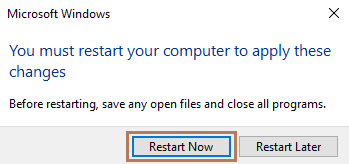 Microsoft Windows
You must restart your computer to apply these
changes
Before restarting, save any open files and close all programs.
Restart Now Restart Later